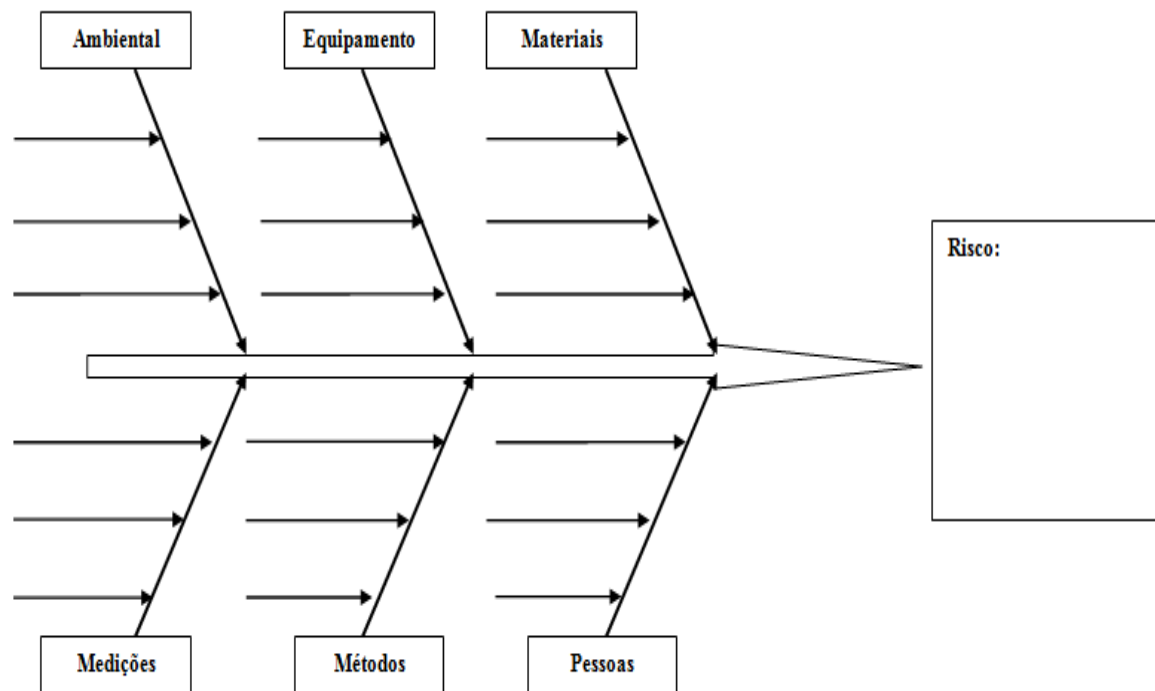 Ambiental
Equipamento
Materiais
Risco:
Medições
Métodos
Pessoas